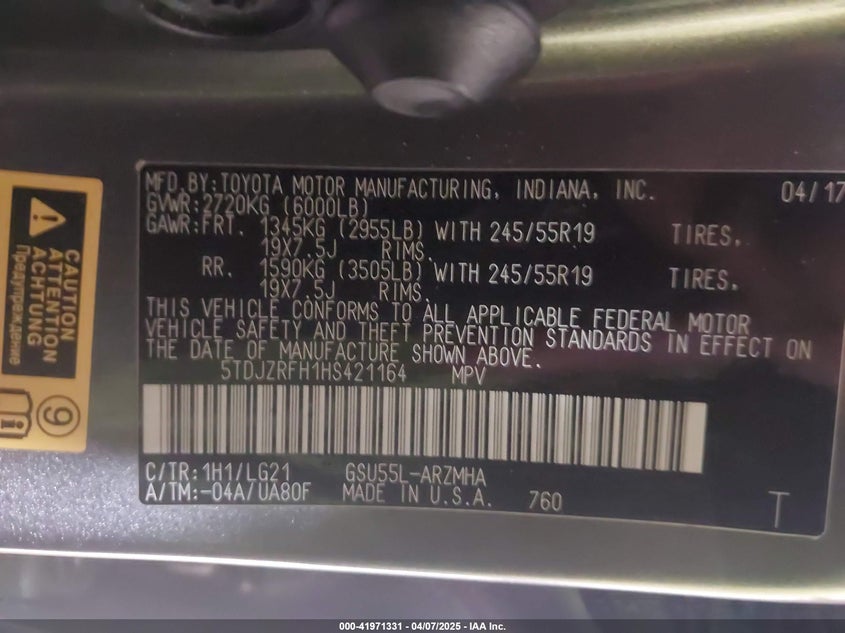 CAUTION
ATTENTION
ACHTUNG
Предупреждение
9
MFD.BY:TOYOTA MOTOR MANUFACTURING, INDIANA, INC. 04/17
GVWR:2720KG (6000LB)
GAWR:FRT. 1345KG (2955LB) WITH 245/55R19 TIRES,
19X7.5J RIMS.
RR. 1590KG (3505LB) WITH 245/55R19 TIRES,
19X7.5J RIMS.
THIS VEHICLE CONFORMS TO ALL APPLICABLE FEDERAL MOTOR
VEHICLE SAFETY AND THEFT PREVENTION STANDARDS IN EFFECT ON
THE DATE OF MANUFACTURE SHOWN ABOVE.
5TDJZRFH1HS421164 MPV
C/TR:1H1/LG21 GSU55L-ARZMHA
A/TM:-04A/UA80F MADE IN U.S.A. 760
T
000-41971331 - 04/07/2025 - IAA Inc.